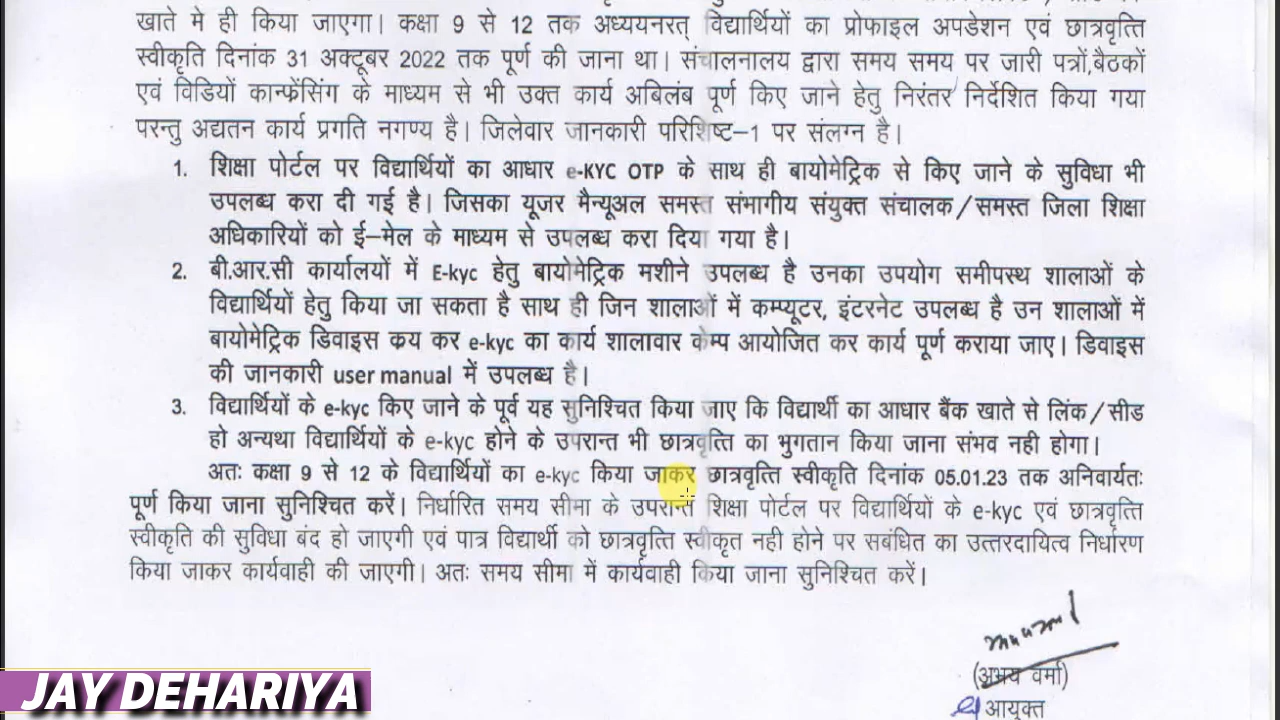 खाते मे ही किया जाएगा। कक्षा 9 से 12 तक अध्ययनरत् विद्यार्थियों का प्रोफाइल अपडेशन एवं छात्रवृत्ति
स्वीकृति दिनांक 31 अक्टूबर 2022 तक पूर्ण की जाना था। संचालनालय द्वारा समय समय पर जारी पत्रों,बैठकों
एवं विडियों कान्फ्रेंसिंग के माध्यम से भी उक्त कार्य अबिलंब पूर्ण किए जाने हेतु निरंतर निर्देशित किया गया
परन्तु अद्यतन कार्य प्रगति नगण्य है। जिलेवार जानकारी परिशिष्ट–1 पर संलग्न है।
1. शिक्षा पोर्टल पर विद्यार्थियों का आधार e-KYC OTP के साथ ही बायोमेट्रिक से किए जाने के सुविधा भी
उपलब्ध करा दी गई है। जिसका यूजर मैन्यूअल समस्त संभागीय संयुक्त संचालक/समस्त जिला शिक्षा
अधिकारियों को ई–मेल के माध्यम से उपलब्ध करा दिया गया है।
2. बी.आर.सी कार्यालयों में E-kyc हेतु बायोमेट्रिक मशीने उपलब्ध है उनका उपयोग समीपस्थ शालाओं के
विद्यार्थियों हेतु किया जा सकता है साथ ही जिन शालाओं में कम्प्यूटर, इंटरनेट उपलब्ध है उन शालाओं में
बायोमेट्रिक डिवाइस क्रय कर e-kyc का कार्य शालावार केम्प आयोजित कर कार्य पूर्ण कराया जाए। डिवाइस
की जानकारी user manual में उपलब्ध है।
3. विद्यार्थियों के e-kyc किए जाने के पूर्व यह सुनिश्चित किया जाए कि विद्यार्थी का आधार बैंक खाते से लिंक/सीड
हो अन्यथा विद्यार्थियों के e-kyc होने के उपरान्त भी छात्रवृत्ति का भुगतान किया जाना संभव नही होगा।
अतः कक्षा 9 से 12 के विद्यार्थियों का e-kyc किया जाकर छात्रवृत्ति स्वीकृति दिनांक 05.01.23 तक अनिवार्यतः
पूर्ण किया जाना सुनिश्चित करें। निर्धारित समय सीमा के उपरान्त शिक्षा पोर्टल पर विद्यार्थियों के e-kyc एवं छात्रवृत्ति
स्वीकृति की सुविधा बंद हो जाएगी एवं पात्र विद्यार्थी को छात्रवृत्ति स्वीकृत नही होने पर सबंधित का उत्तरदायित्व निर्धारण
किया जाकर कार्यवाही की जाएगी। अतः समय सीमा में कार्यवाही किया जाना सुनिश्चित करें।
(अभय वर्मा)
आयुक्त
JAY DEHARIYA